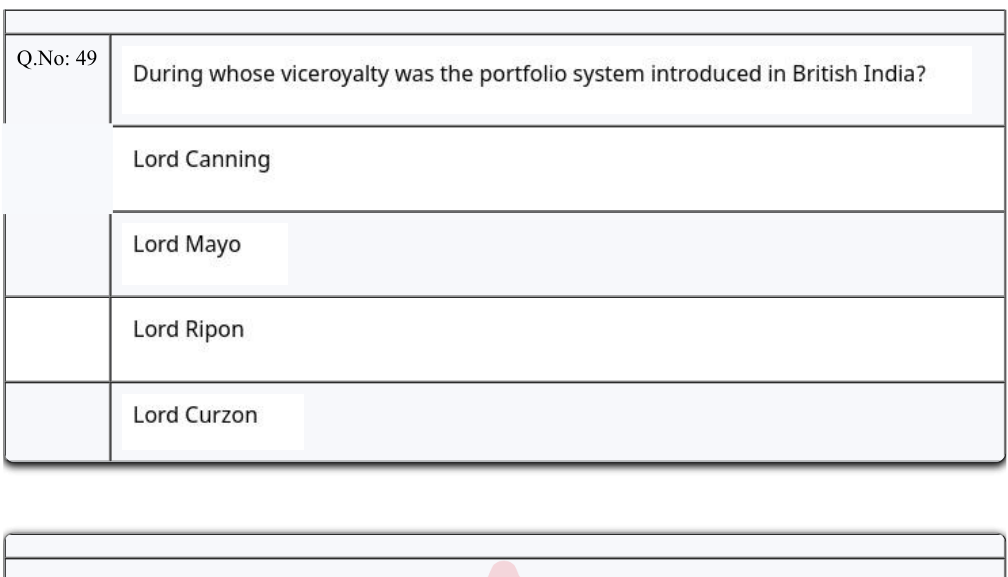 Q.No: 49
During whose viceroyalty was the portfolio system introduced in British India?
Lord Canning
Lord Mayo
Lord Ripon
Lord Curzon